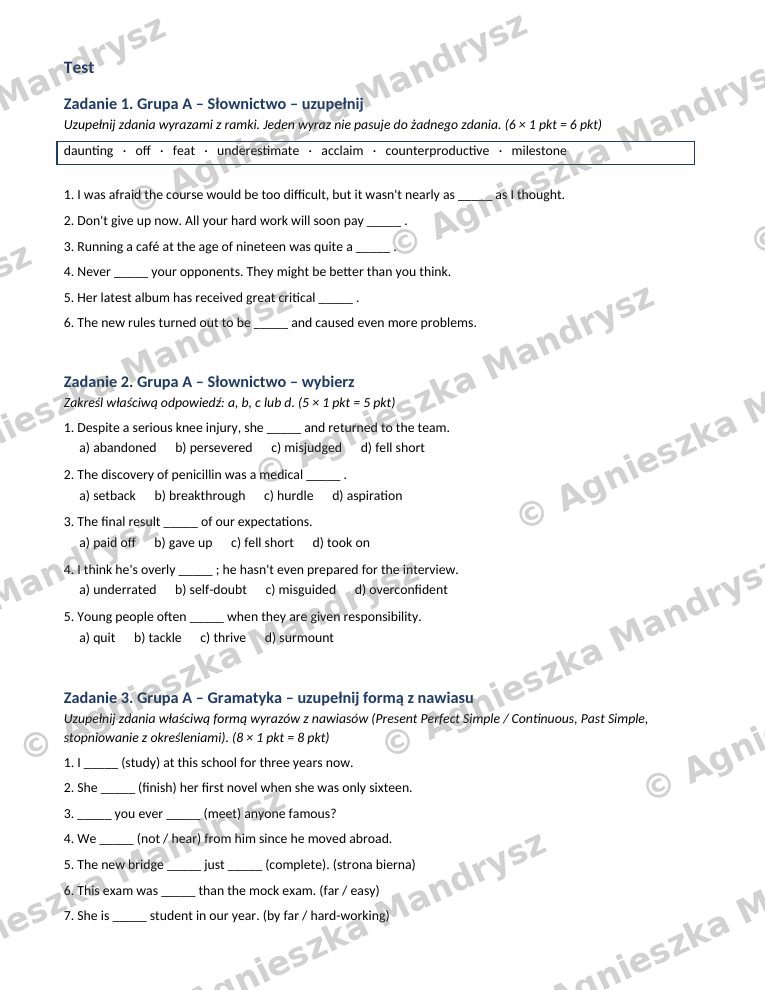 Test
Zadanie 1. Grupa A – Słownictwo – uzupełnij
Uzupełnij zdania wyrazami z ramki. Jeden wyraz nie pasuje do żadnego zdania. (6 × 1 pkt = 6 pkt)
daunting · off · feat · underestimate · acclaim · counterproductive · milestone
1. I was afraid the course would be too difficult, but it wasn't nearly as _____ as I thought.
2. Don't give up now. All your hard work will soon pay _____ .
3. Running a café at the age of nineteen was quite a _____ .
4. Never _____ your opponents. They might be better than you think.
5. Her latest album has received great critical _____ .
6. The new rules turned out to be _____ and caused even more problems.
Zadanie 2. Grupa A – Słownictwo – wybierz
Zakreśl właściwą odpowiedź: a, b, c lub d. (5 × 1 pkt = 5 pkt)
1. Despite a serious knee injury, she _____ and returned to the team.
a) abandoned b) persevered c) misjudged d) fell short
2. The discovery of penicillin was a medical _____ .
a) setback b) breakthrough c) hurdle d) aspiration
3. The final result _____ of our expectations.
a) paid off b) gave up c) fell short d) took on
4. I think he's overly _____ ; he hasn't even prepared for the interview.
a) underrated b) self-doubt c) misguided d) overconfident
5. Young people often _____ when they are given responsibility.
a) quit b) tackle c) thrive d) surmount
Zadanie 3. Grupa A – Gramatyka – uzupełnij formą z nawiasu
Uzupełnij zdania właściwą formą wyrazów z nawiasów (Present Perfect Simple / Continuous, Past Simple,
stopniowanie z określeniami). (8 × 1 pkt = 8 pkt)
1. I _____ (study) at this school for three years now.
2. She _____ (finish) her first novel when she was only sixteen.
3. _____ you ever _____ (meet) anyone famous?
4. We _____ (not / hear) from him since he moved abroad.
5. The new bridge _____ just _____ (complete). (strona bierna)
6. This exam was _____ than the mock exam. (far / easy)
7. She is _____ student in our year. (by far / hard-working)
© Agnieszka Mandrysz